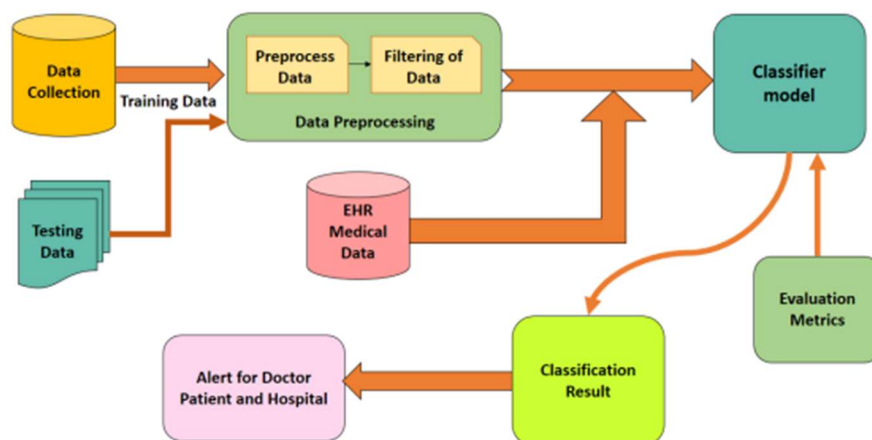 Data
Collection
Training Data
Preprocess
Data
Filtering of
Data
Data Preprocessing
Classifier
model
Testing
Data
EHR
Medical
Data
Evaluation
Metrics
Classification
Result
Alert for Doctor
Patient and Hospital